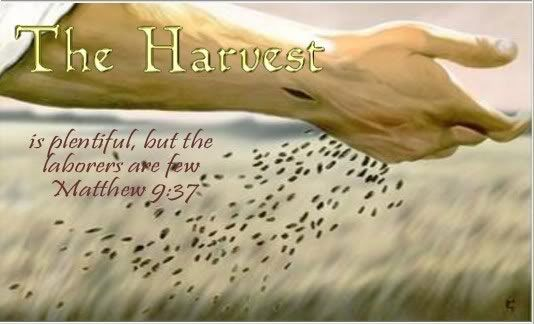 The Harvest
is plentiful, but the
laborers are few
Matthew 9:37